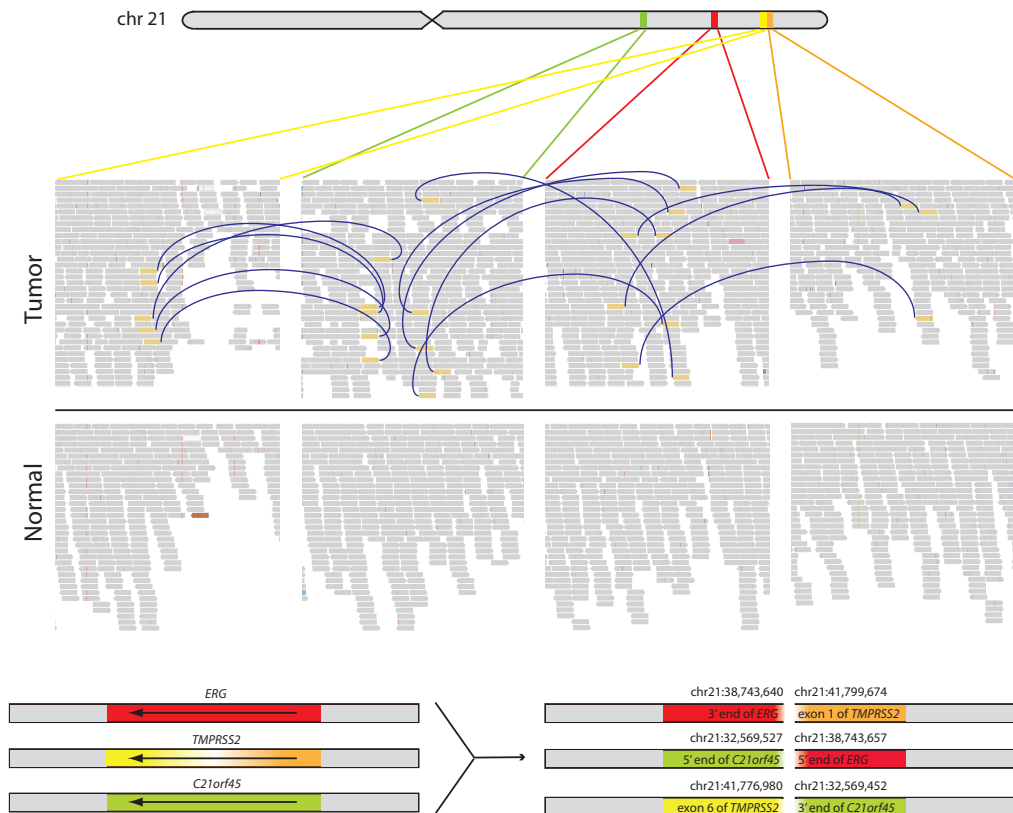 chr 21
Tumor
Normal
ERG
TMPRSS2
C21orf45
chr21:38,743,640 chr21:41,799,674
3' end of ERG exon 1 of TMPRSS2
chr21:32,569,527 chr21:38,743,657
5' end of C21orf45 5' end of ERG
chr21:41,776,980 chr21:32,569,452
exon 6 of TMPRSS2 3' end of C21orf45